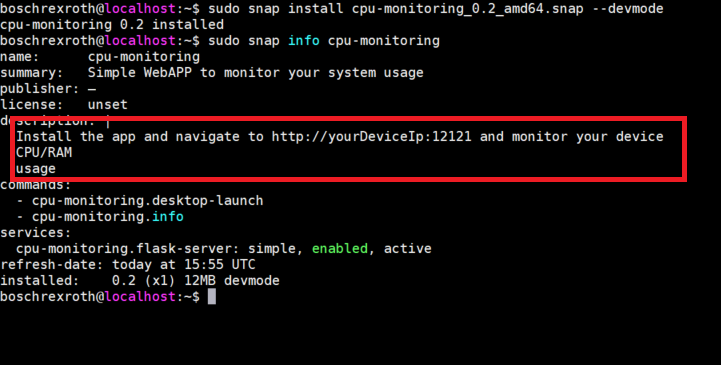 boschrexroth@localhost:~$ sudo snap install cpu-monitoring_0.2_amd64.snap --devmode
cpu-monitoring 0.2 installed
boschrexroth@localhost:~$ sudo snap info cpu-monitoring
name:      cpu-monitoring
summary:   Simple WebAPP to monitor your system usage
publisher: –
license:   unset
description: |
  Install the app and navigate to http://yourDeviceIp:12121 and monitor your device
  CPU/RAM
  usage
commands:
  - cpu-monitoring.desktop-launch
  - cpu-monitoring.info
services:
  cpu-monitoring.flask-server: simple, enabled, active
refresh-date: today at 15:55 UTC
installed:    0.2 (x1) 12MB devmode
boschrexroth@localhost:~$